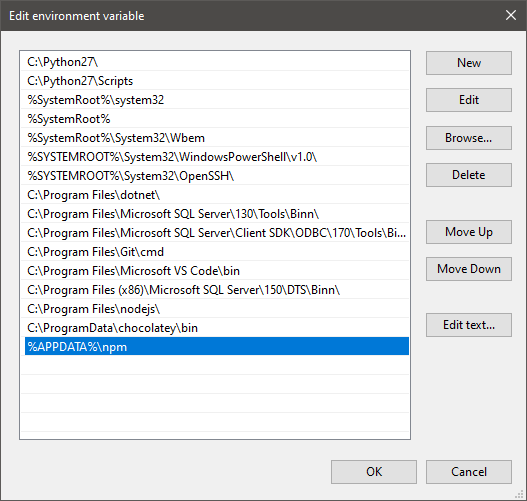 Edit environment variable
C:\Python27\
C:\Python27\Scripts
%SystemRoot%\system32
%SystemRoot%
%SystemRoot%\System32\Wbem
%SYSTEMROOT%\System32\WindowsPowerShell\v1.0\
%SYSTEMROOT%\System32\OpenSSH\
C:\Program Files\dotnet\
C:\Program Files\Microsoft SQL Server\130\Tools\Binn\
C:\Program Files\Microsoft SQL Server\Client SDK\ODBC\170\Tools\Bi...
C:\Program Files\Git\cmd
C:\Program Files\Microsoft VS Code\bin
C:\Program Files (x86)\Microsoft SQL Server\150\DTS\Binn\
C:\Program Files\nodejs\
C:\ProgramData\chocolatey\bin
%APPDATA%\npm
New
Edit
Browse...
Delete
Move Up
Move Down
Edit text...
OK
Cancel